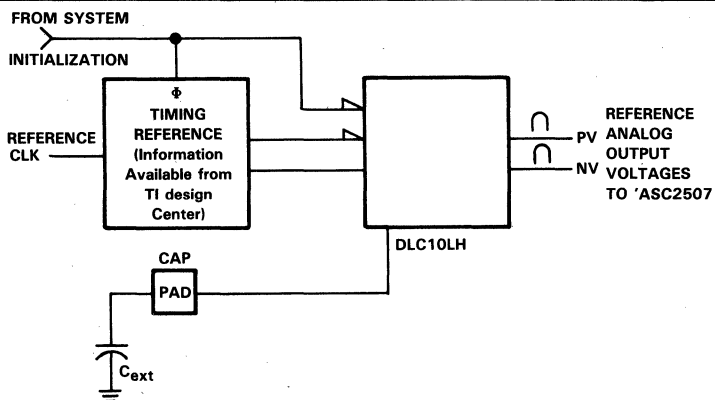 FROM SYSTEM
INITIALIZATION
Φ
TIMING
REFERENCE
(Information
Available from
TI design
Center)
REFERENCE
CLK
DLC10LH
PV
NV
REFERENCE
ANALOG
OUTPUT
VOLTAGES
TO 'ASC2507
CAP
PAD
Cext